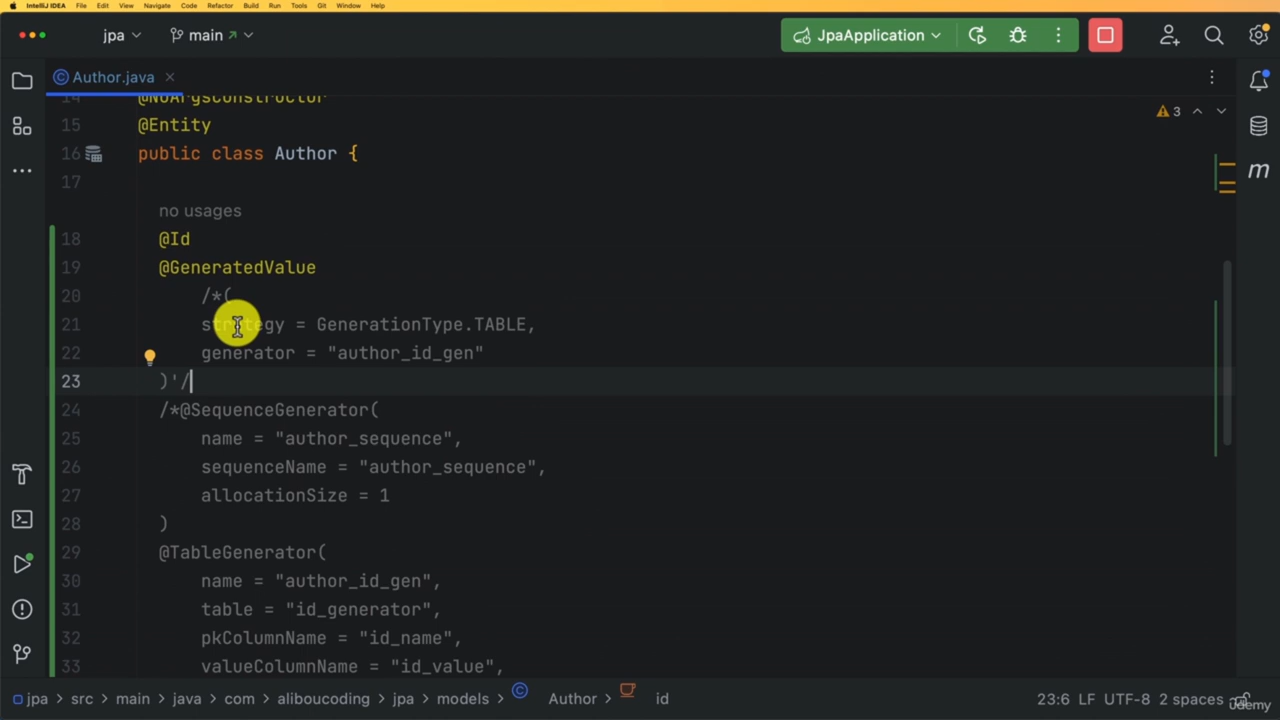 IntelliJ IDEA File Edit View Navigate Code Refactor Build Run Tools Git Window Help
jpa main JpaApplication
Author.java
14 @NoArgsConstructor
15 @Entity
3
16 public class Author {
17
no usages
18 @Id
19 @GeneratedValue
20 /*(
21 strategy = GenerationType.TABLE,
22 generator = "author_id_gen"
23 )'/
24 /*@SequenceGenerator(
25 name = "author_sequence",
26 sequenceName = "author_sequence",
27 allocationSize = 1
28 )
29 @TableGenerator(
30 name = "author_id_gen",
31 table = "id_generator",
32 pkColumnName = "id_name",
33 valueColumnName = "id_value",
jpa > src > main > java > com > aliboucoding > jpa > models > Author > id 23:6 LF UTF-8 2 spaces
udemy